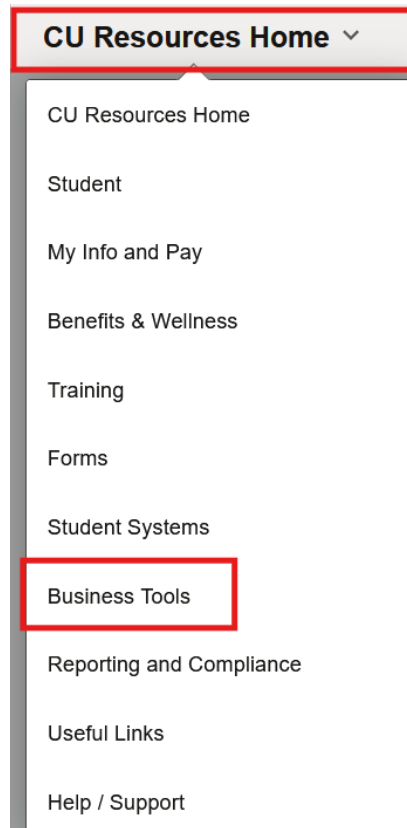 CU Resources Home
CU Resources Home
Student
My Info and Pay
Benefits & Wellness
Training
Forms
Student Systems
Business Tools
Reporting and Compliance
Useful Links
Help / Support